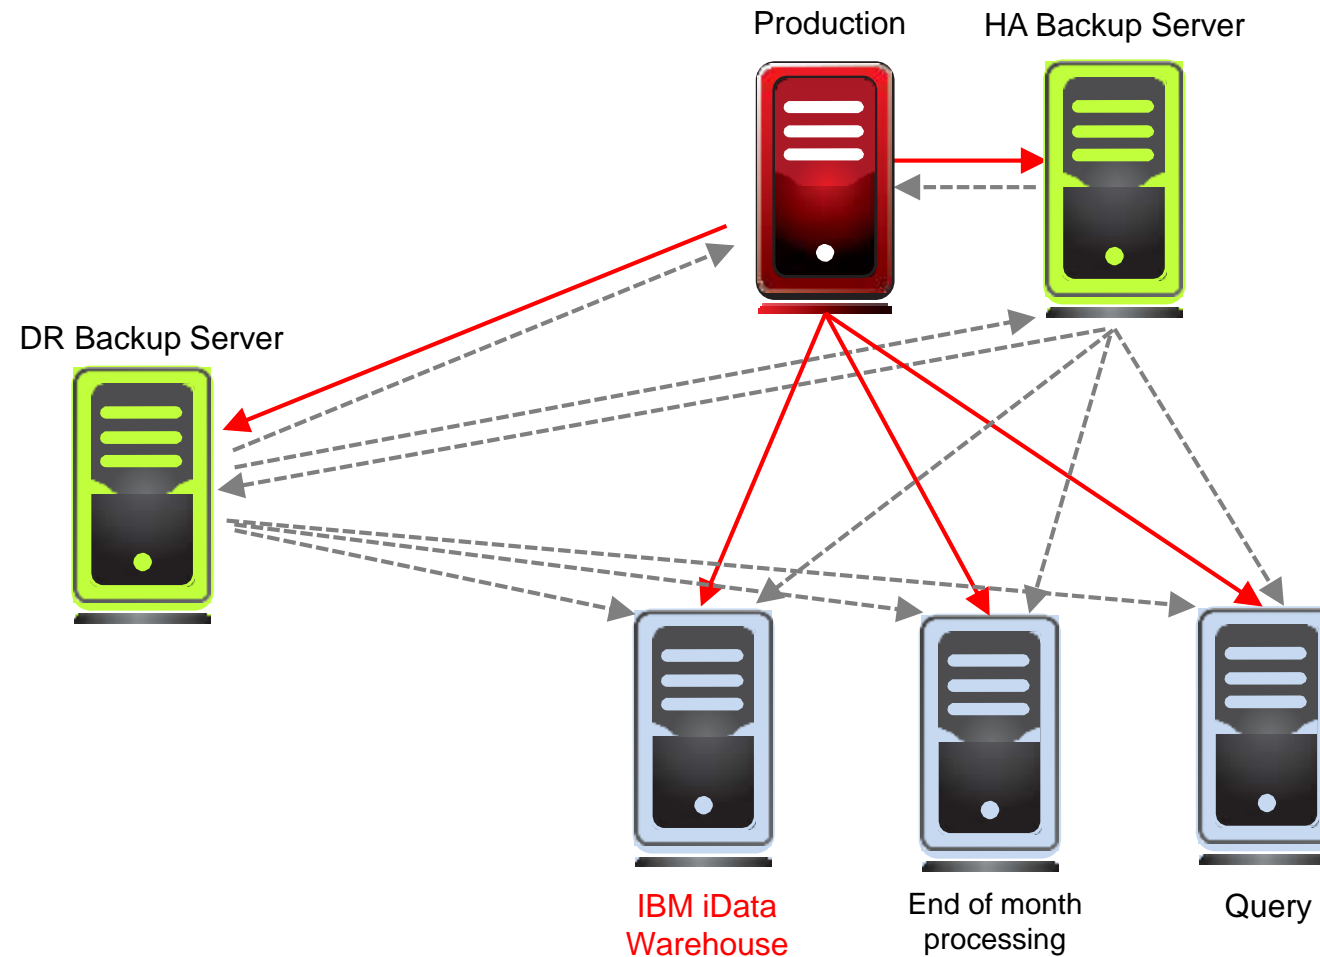 Production
HA Backup Server
DR Backup Server
IBM iData
Warehouse
End of month
processing
Query